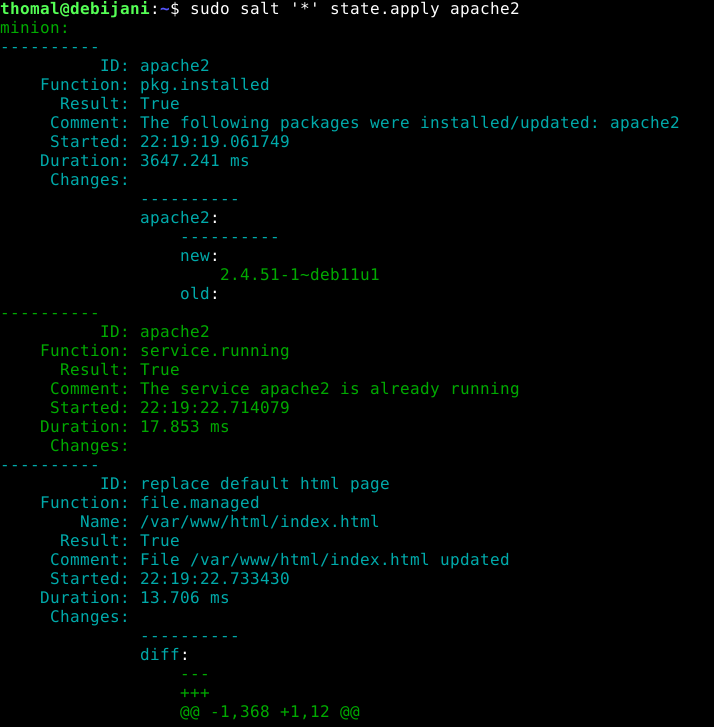 thomal@debijani:~$ sudo salt '*' state.apply apache2
minion:
----------
          ID: apache2
    Function: pkg.installed
      Result: True
     Comment: The following packages were installed/updated: apache2
     Started: 22:19:19.061749
    Duration: 3647.241 ms
     Changes:
              ----------
              apache2:
                  ----------
                  new:
                      2.4.51-1~deb11u1
                  old:
----------
          ID: apache2
    Function: service.running
      Result: True
     Comment: The service apache2 is already running
     Started: 22:19:22.714079
    Duration: 17.853 ms
     Changes:
----------
          ID: replace default html page
    Function: file.managed
        Name: /var/www/html/index.html
      Result: True
     Comment: File /var/www/html/index.html updated
     Started: 22:19:22.733430
    Duration: 13.706 ms
     Changes:
              ----------
              diff:
                  ---
                  +++
                  @@ -1,368 +1,12 @@